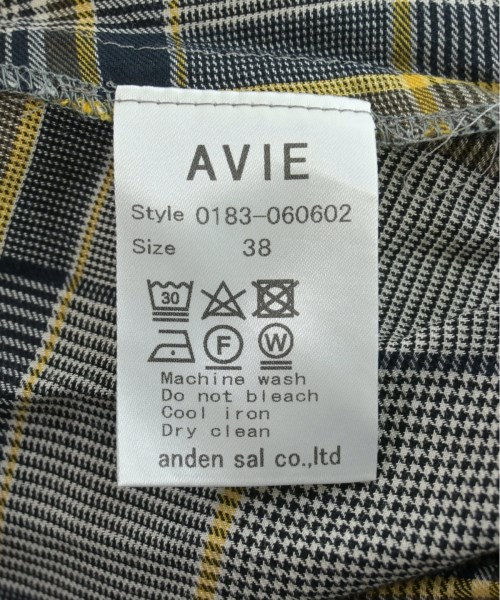 AVIE
Style 0183-060602
Size 38
30
F W
Machine wash
Do not bleach
Cool iron
Dry clean
anden sal co.,ltd